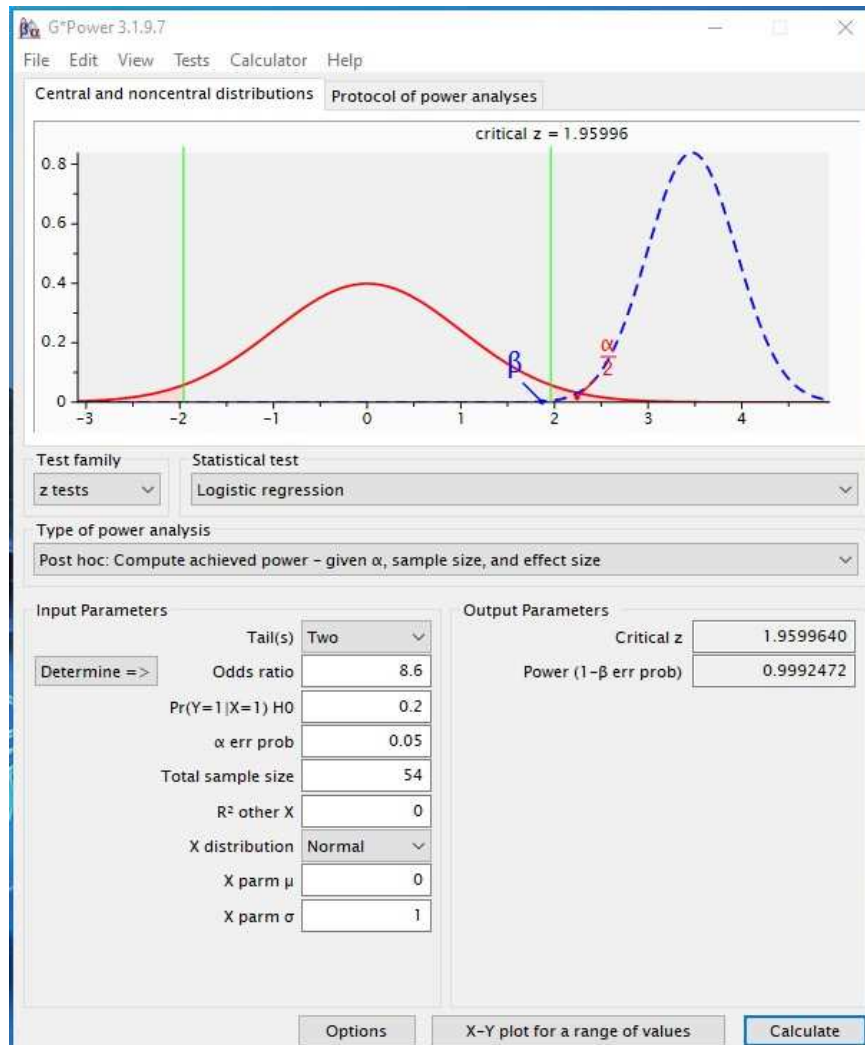 G*Power 3.1.9.7
File Edit View Tests Calculator Help
Central and noncentral distributions Protocol of power analyses
critical z = 1.95996
0.8
0.6
0.4
0.2
0
β
α
2
-3 -2 -1 0 1 2 3 4
Test family Statistical test
z tests Logistic regression
Type of power analysis
Post hoc: Compute achieved power – given α, sample size, and effect size
Input Parameters Output Parameters
Tail(s) Two Critical z 1.9599640
Determine => Odds ratio 8.6 Power (1-β err prob) 0.9992472
Pr(Y=1|X=1) H0 0.2
α err prob 0.05
Total sample size 54
R² other X 0
X distribution Normal
X parm μ 0
X parm σ 1
Options X-Y plot for a range of values Calculate